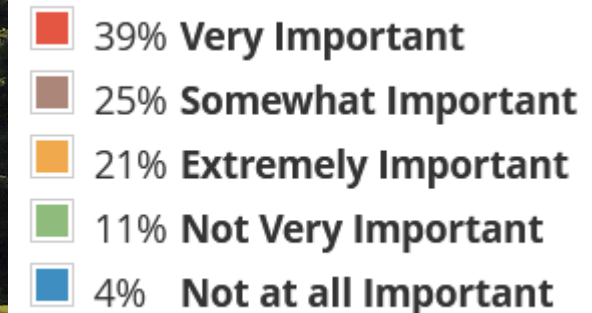 39% Very Important
25% Somewhat Important
21% Extremely Important
11% Not Very Important
4% Not at all Important